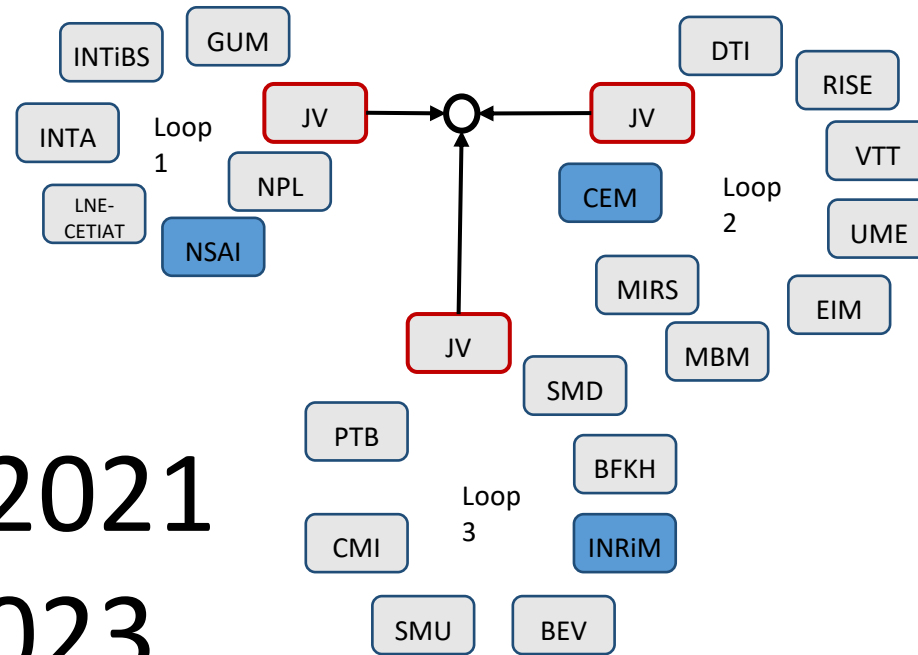 INTiBS
GUM
INTA
Loop
1
JV
LNE-
CETIAT
NPL
NSAI
DTI
JV
RISE
VTT
CEM
Loop
2
UME
MIRS
EIM
MBM
JV
SMD
PTB
BFKH
Loop
3
CMI
INRiM
SMU
BEV
2021
023